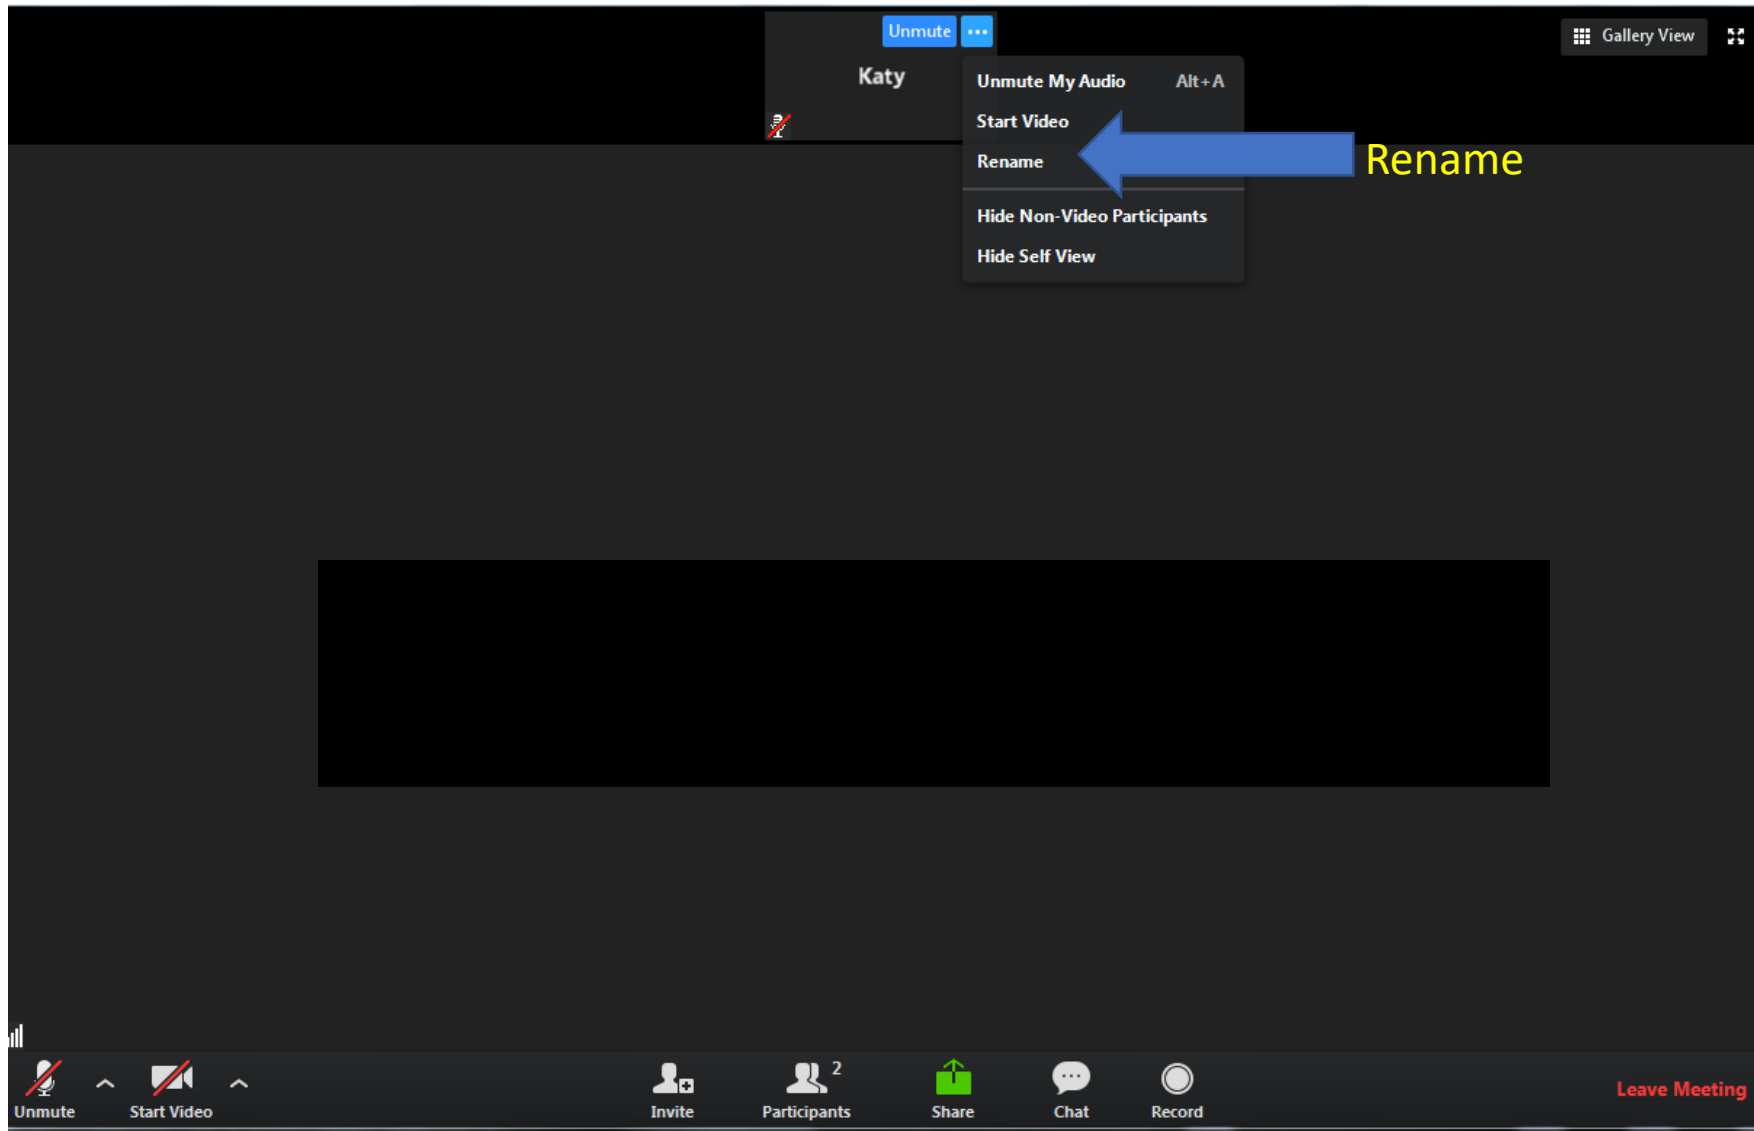 Unmute ...
Gallery View
Katy
Unmute My Audio Alt+A
Start Video
Rename
Rename
Hide Non-Video Participants
Hide Self View
2
Unmute
Start Video
Invite
Participants
Share
Chat
Record
Leave Meeting